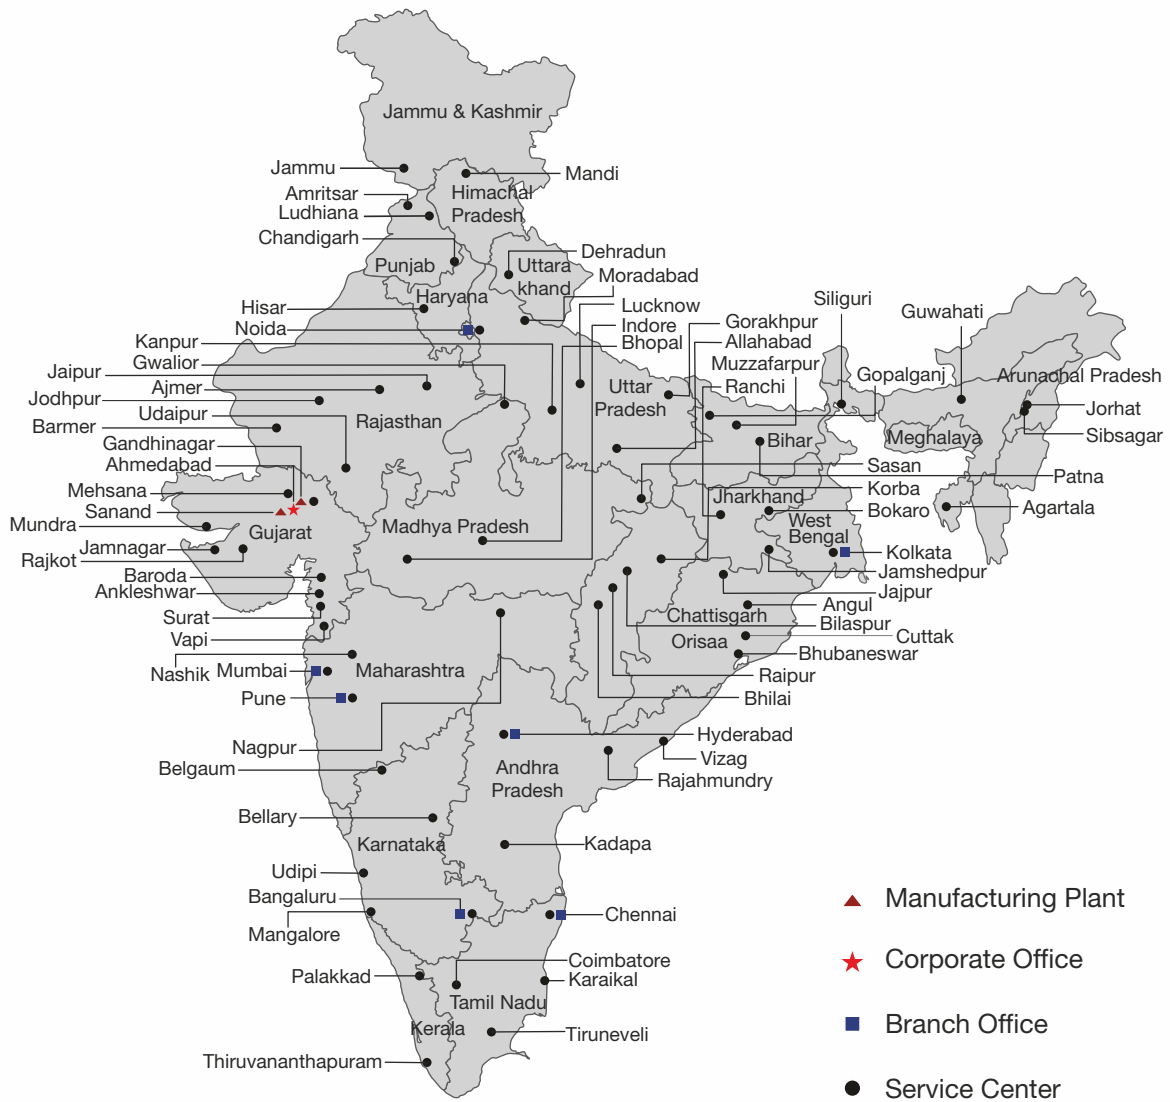 Jammu & Kashmir
Jammu
Mandi
Amritsar
Himachal
Pradesh
Ludhiana
Chandigarh
Dehradun
Punjab
Uttara
khand
Moradabad
Haryana
Siliguri
Hisar
Lucknow
Guwahati
Noida
Indore
Gorakhpur
Kanpur
Bhopal
Allahabad
Gwalior
Muzzafarpur
Jaipur
Gopalganj
Arunachal Pradesh
Ajmer
Uttar
Pradesh
Ranchi
Jodhpur
Udaipur
Rajasthan
Jorhat
Barmer
Sibsagar
Gandhinagar
Bihar
Meghalaya
Ahmedabad
Sasan
Patna
Mehsana
Korba
Jharkhand
Sanand
Bokaro
Agartala
Mundra
Madhya Pradesh
West
Bengal
Gujarat
Jamnagar
Kolkata
Rajkot
Jamshedpur
Baroda
Ankleshwar
Jajpur
Surat
Chattisgarh
Angul
Bilaspur
Vapi
Orisaa
Cuttak
Bhubaneswar
Nashik
Mumbai
Maharashtra
Raipur
Pune
Bhilai
Hyderabad
Nagpur
Vizag
Belgaum
Andhra
Pradesh
Rajahmundry
Bellary
Karnataka
Kadapa
Udipi
Bangaluru
Manufacturing Plant
Chennai
Mangalore
Coimbatore
Corporate Office
Palakkad
Karaikal
Tamil Nadu
Kerala
Tiruneveli
Branch Office
Thiruvananthapuram
Service Center